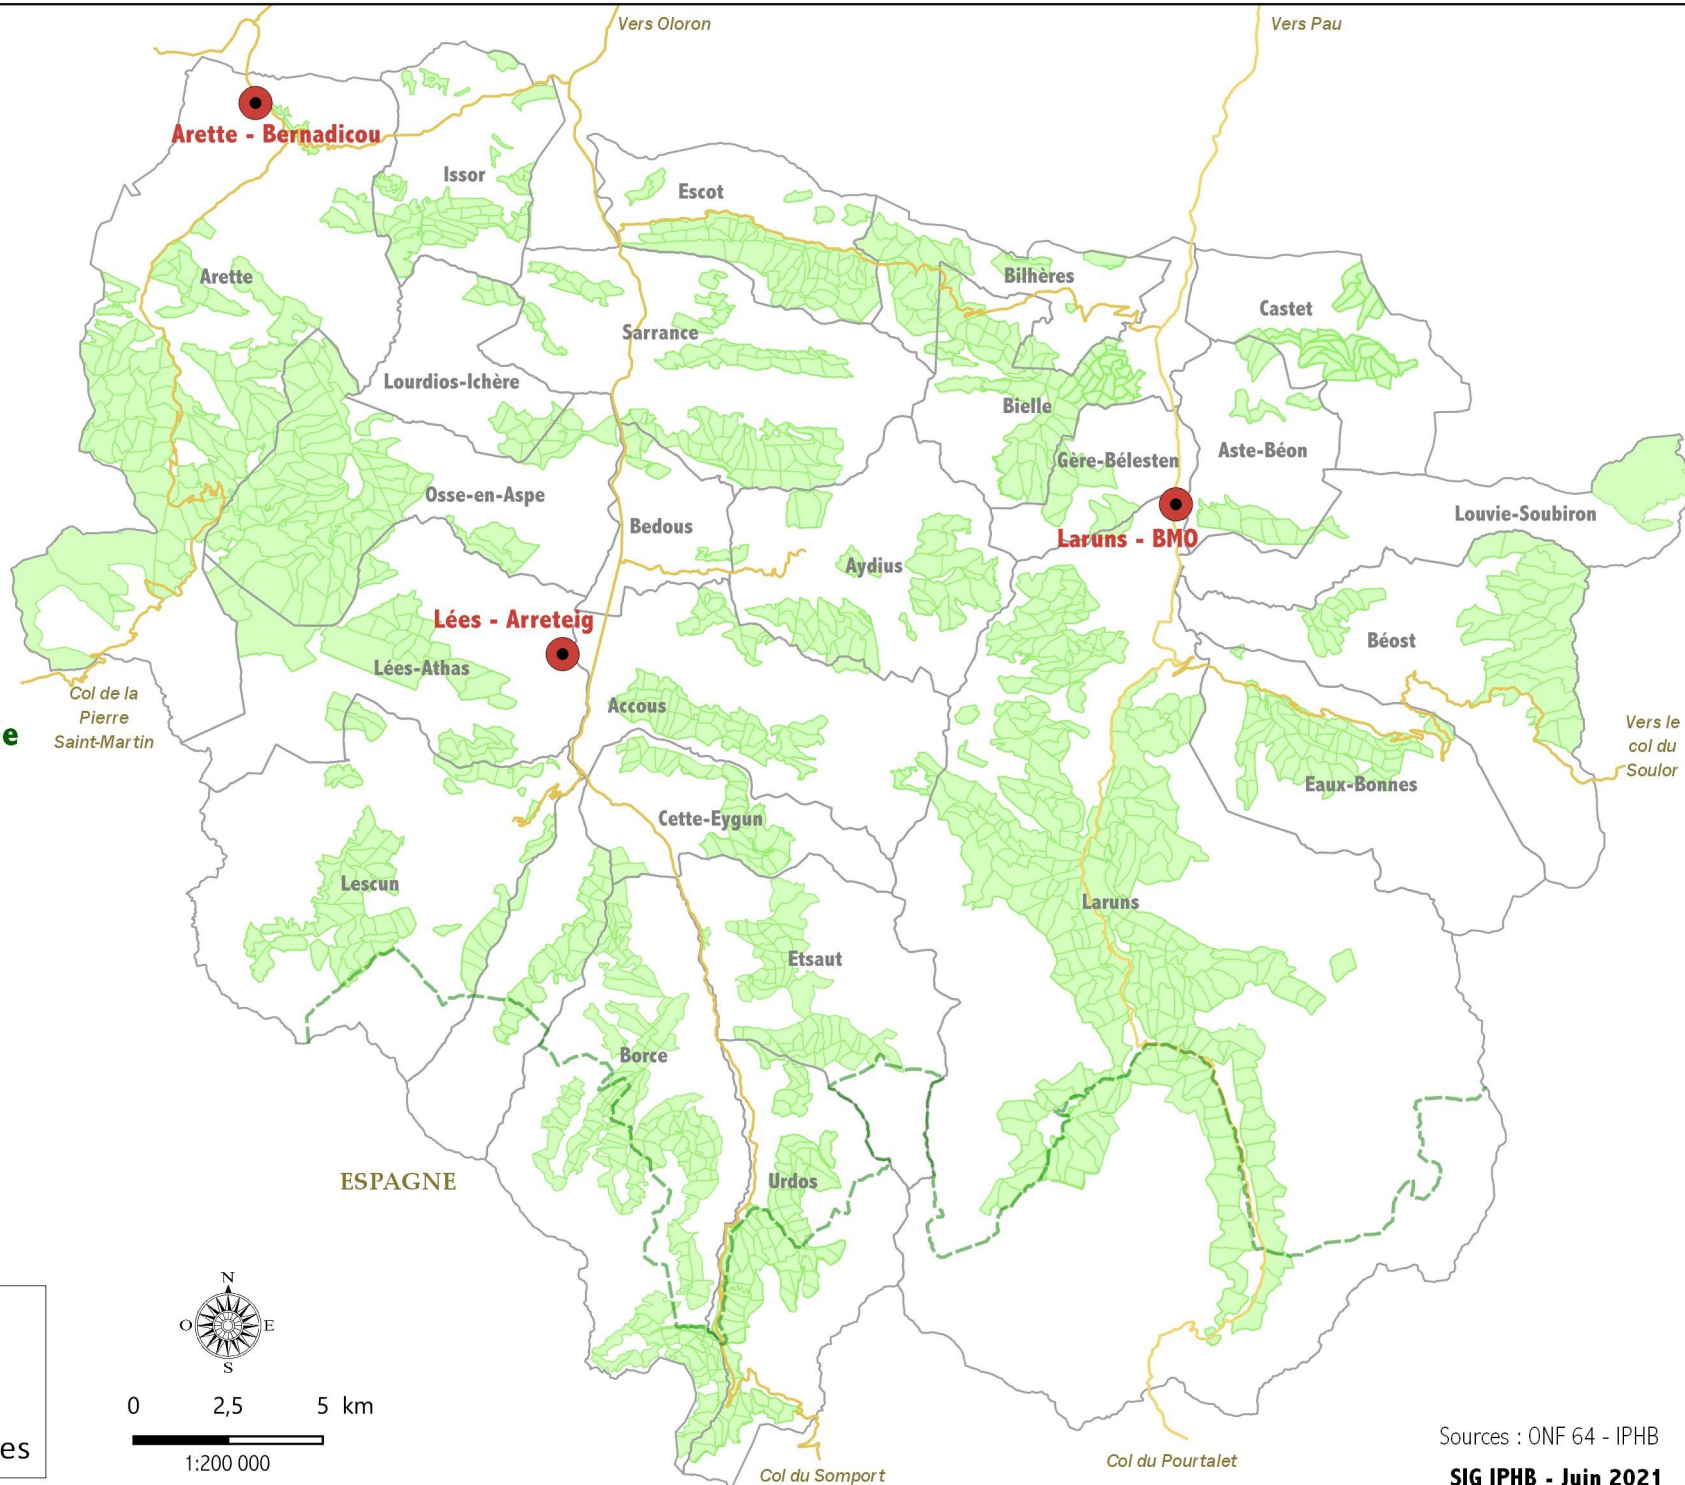 Vers Oloron
Vers Pau
Arette - Bernadicou
Issor
Escot
Arette
Bilhères
Castet
Sarrance
Lourdios-Ichère
Bielle
Aste-Béon
Gère-Bélesten
Osse-en-Aspe
Bedous
Louvie-Soubiron
Laruns - BMO
Aydius
Lées - Arreteig
Béost
Lées-Athas
Col de la
Pierre
Saint-Martin
Accous
e
Vers le
col du
Soulor
Eaux-Bonnes
Cette-Eygun
Lescun
Laruns
Etsaut
Borce
ESPAGNE
Urdos
N
O
E
S
0 2,5 5 km
1:200 000
es
Col du Somport
Col du Pourtalet
Sources : ONF 64 - IPHB
SIG IPHB - Juin 2021